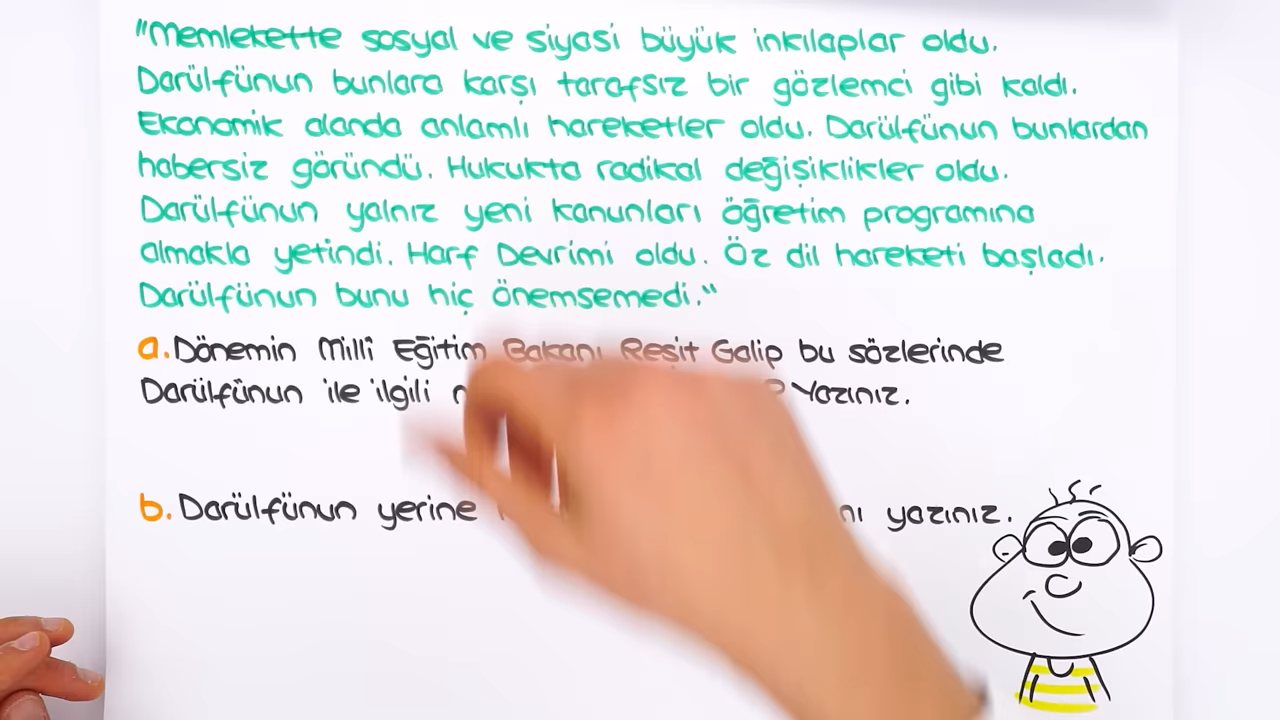 "Memlekette sosyal ve siyasi büyük inkılaplar oldu.
Darülfünun bunlara karşı tarafsız bir gözlemci gibi kaldı.
Ekonomik alanda anlamlı hareketler oldu. Darülfünun bunlardan
habersiz göründü. Hukukta radikal değişiklikler oldu.
Darülfünun yalnız yeni kanunları öğretim programına
almakla yetindi. Harf Devrimi oldu. Öz dil hareketi başladı.
Darülfünun bunu hiç önemsemedi."
a. Dönemin Millî Eğitim Bakanı Reşit Galip bu sözlerinde
Darülfünun ile ilgili ? Yazınız.
b. Darülfünun yerine yazınız.